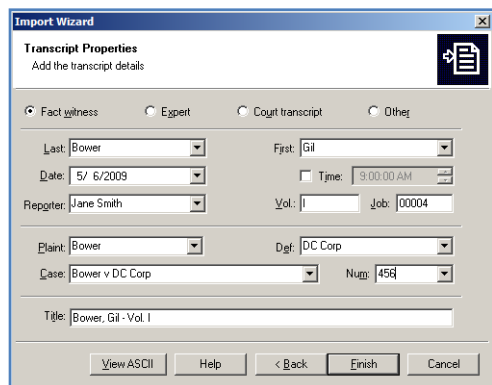 Import Wizard
Transcript Properties
Add the transcript details
Fact witness Expert Court transcript Other
Last: Bower First: Gil
Date: 5/ 6/2009 Time: 9:00:00 AM
Reporter: Jane Smith Vol.: I Job: 00004
Plaint: Bower Def: DC Corp
Case: Bower v DC Corp Num: 456
Title: Bower, Gil - Vol. I
View ASCII Help < Back Finish Cancel